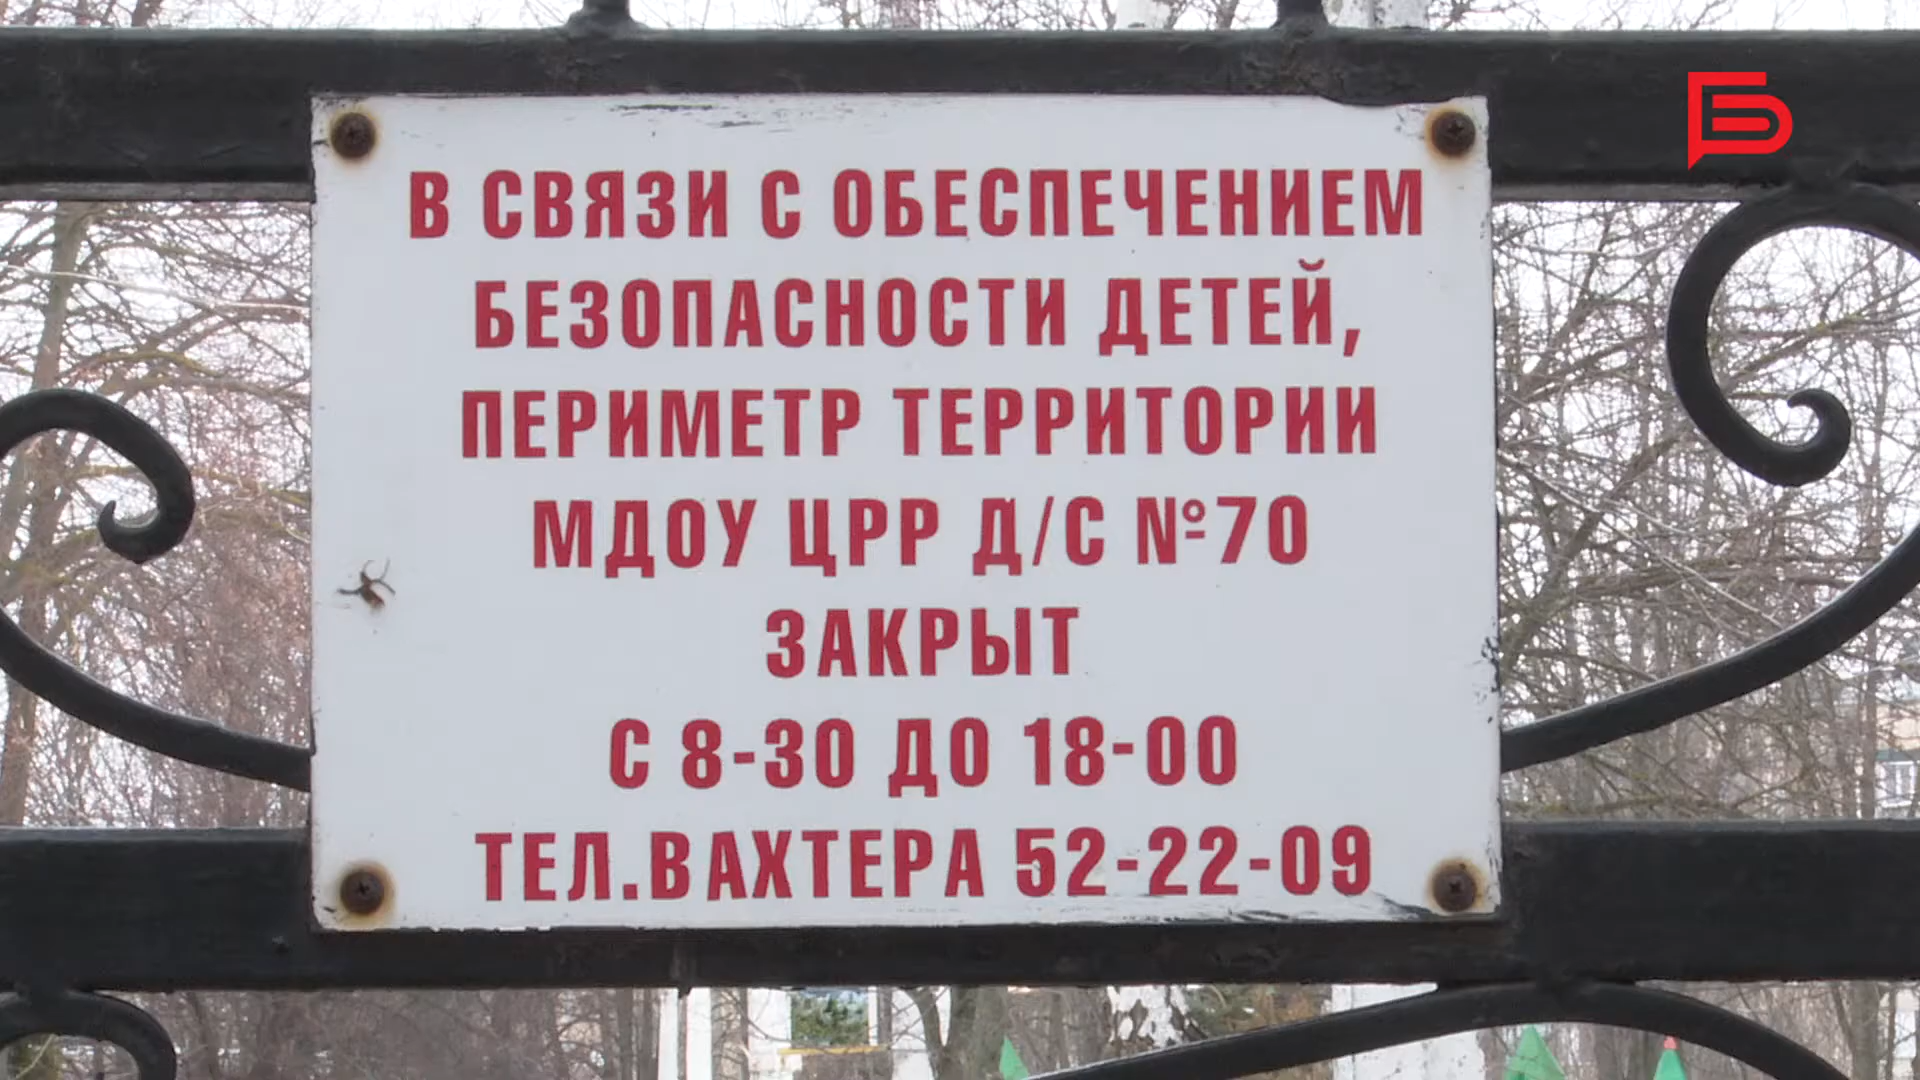 В СВЯЗИ С ОБЕСПЕЧЕНИЕМ
БЕЗОПАСНОСТИ ДЕТЕЙ,
ПЕРИМЕТР ТЕРРИТОРИИ
МДОУ ЦРР Д/С №70
ЗАКРЫТ
С 8-30 ДО 18-00
ТЕЛ.ВАХТЕРА 52-22-09